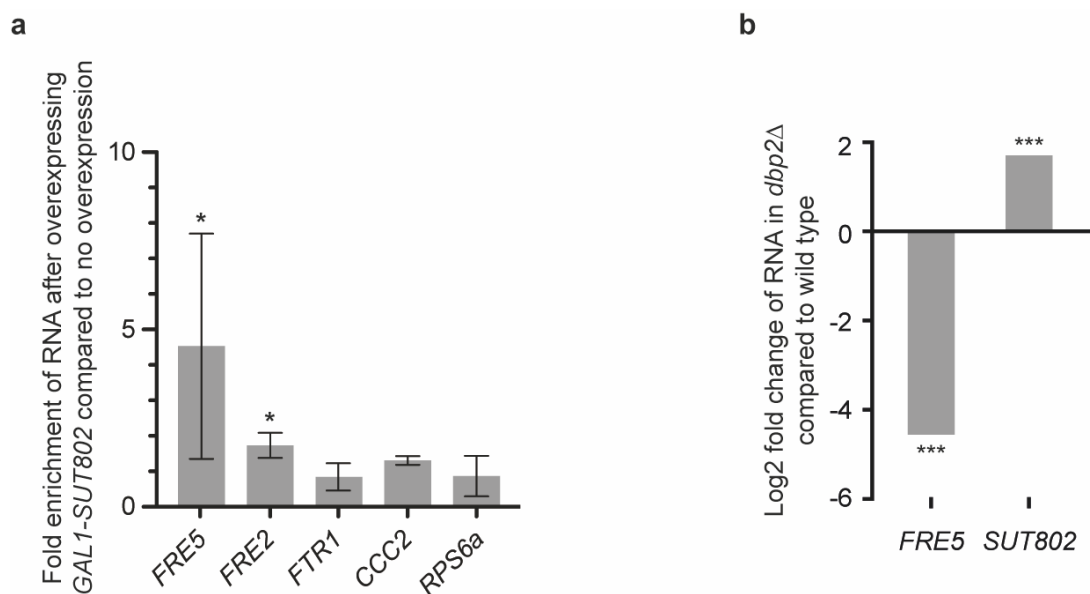 a
Fold enrichment of RNA after overexpressing
GAL1-SUT802 compared to no overexpression
10
5
0
*
*
FRE5
FRE2
FTR1
CCC2
RPS6a
b
Log2 fold change of RNA in dbp2Δ
compared to wild type
2
0
-2
-4
-6
***
***
FRE5
SUT802